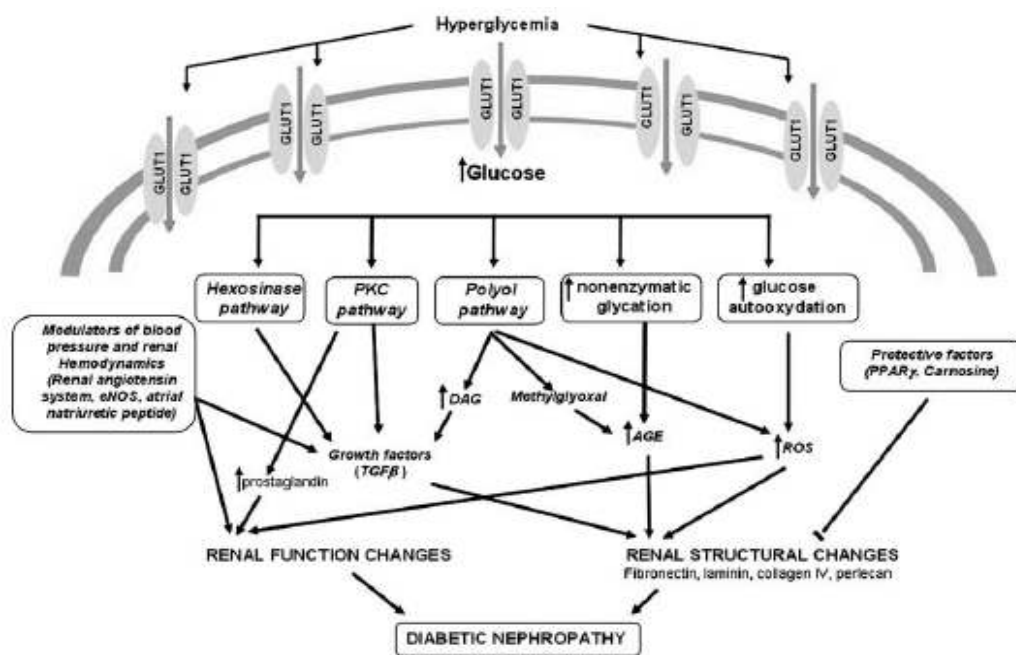 Hyperglycemia
GLUT1
GLUT1
GLUT1
GLUT1
GLUT1
GLUT1
GLUT1
GLUT1
GLUT1
GLUT1
↑Glucose
Hexosinase
pathway
PKC
pathway
Polyol
pathway
↑ nonenzymatic
glycation
↑ glucose
autooxydation
Modulators of blood
pressure and renal
Hemodynamics
(Renal angiotensin
system, eNOS, atrial
natriuretic peptide)
Protective factors
(PPARγ, Carnosine)
↑DAG
Methylglyoxal
↑AGE
↑ROS
Growth factors
(TGFβ)
↑prostaglandin
RENAL FUNCTION CHANGES
RENAL STRUCTURAL CHANGES
Fibronectin, laminin, collagen IV, perlecan
DIABETIC NEPHROPATHY